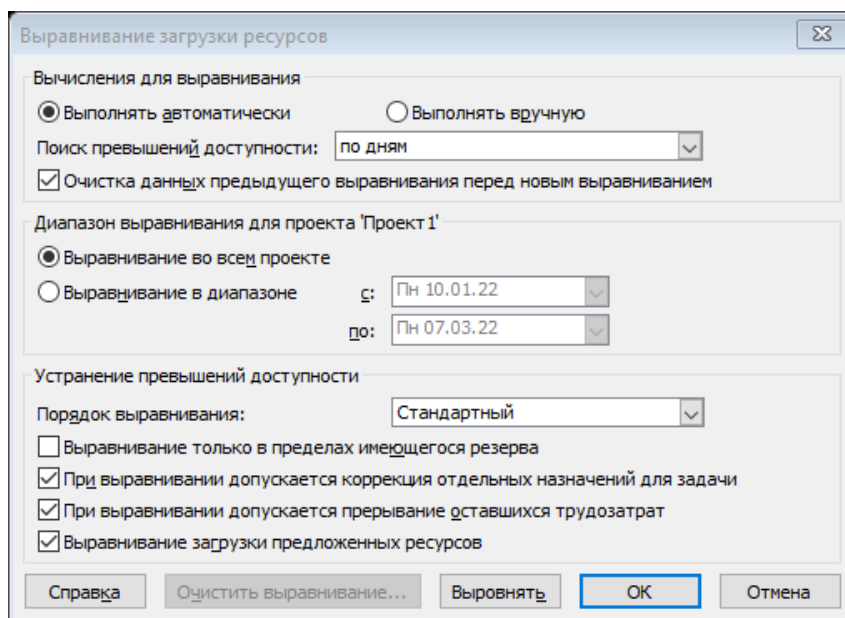 Выравнивание загрузки ресурсов
Вычисления для выравнивания
Выполнять автоматически Выполнять вручную
Поиск превышений доступности: по дням
Очистка данных предыдущего выравнивания перед новым выравниванием
Диапазон выравнивания для проекта 'Проект1'
Выравнивание во всем проекте
Выравнивание в диапазоне с: Пн 10.01.22
по: Пн 07.03.22
Устранение превышений доступности
Порядок выравнивания: Стандартный
Выравнивание только в пределах имеющегося резерва
При выравнивании допускается коррекция отдельных назначений для задачи
При выравнивании допускается прерывание оставшихся трудозатрат
Выравнивание загрузки предложенных ресурсов
Справка Очистить выравнивание... Выровнять ОК Отмена